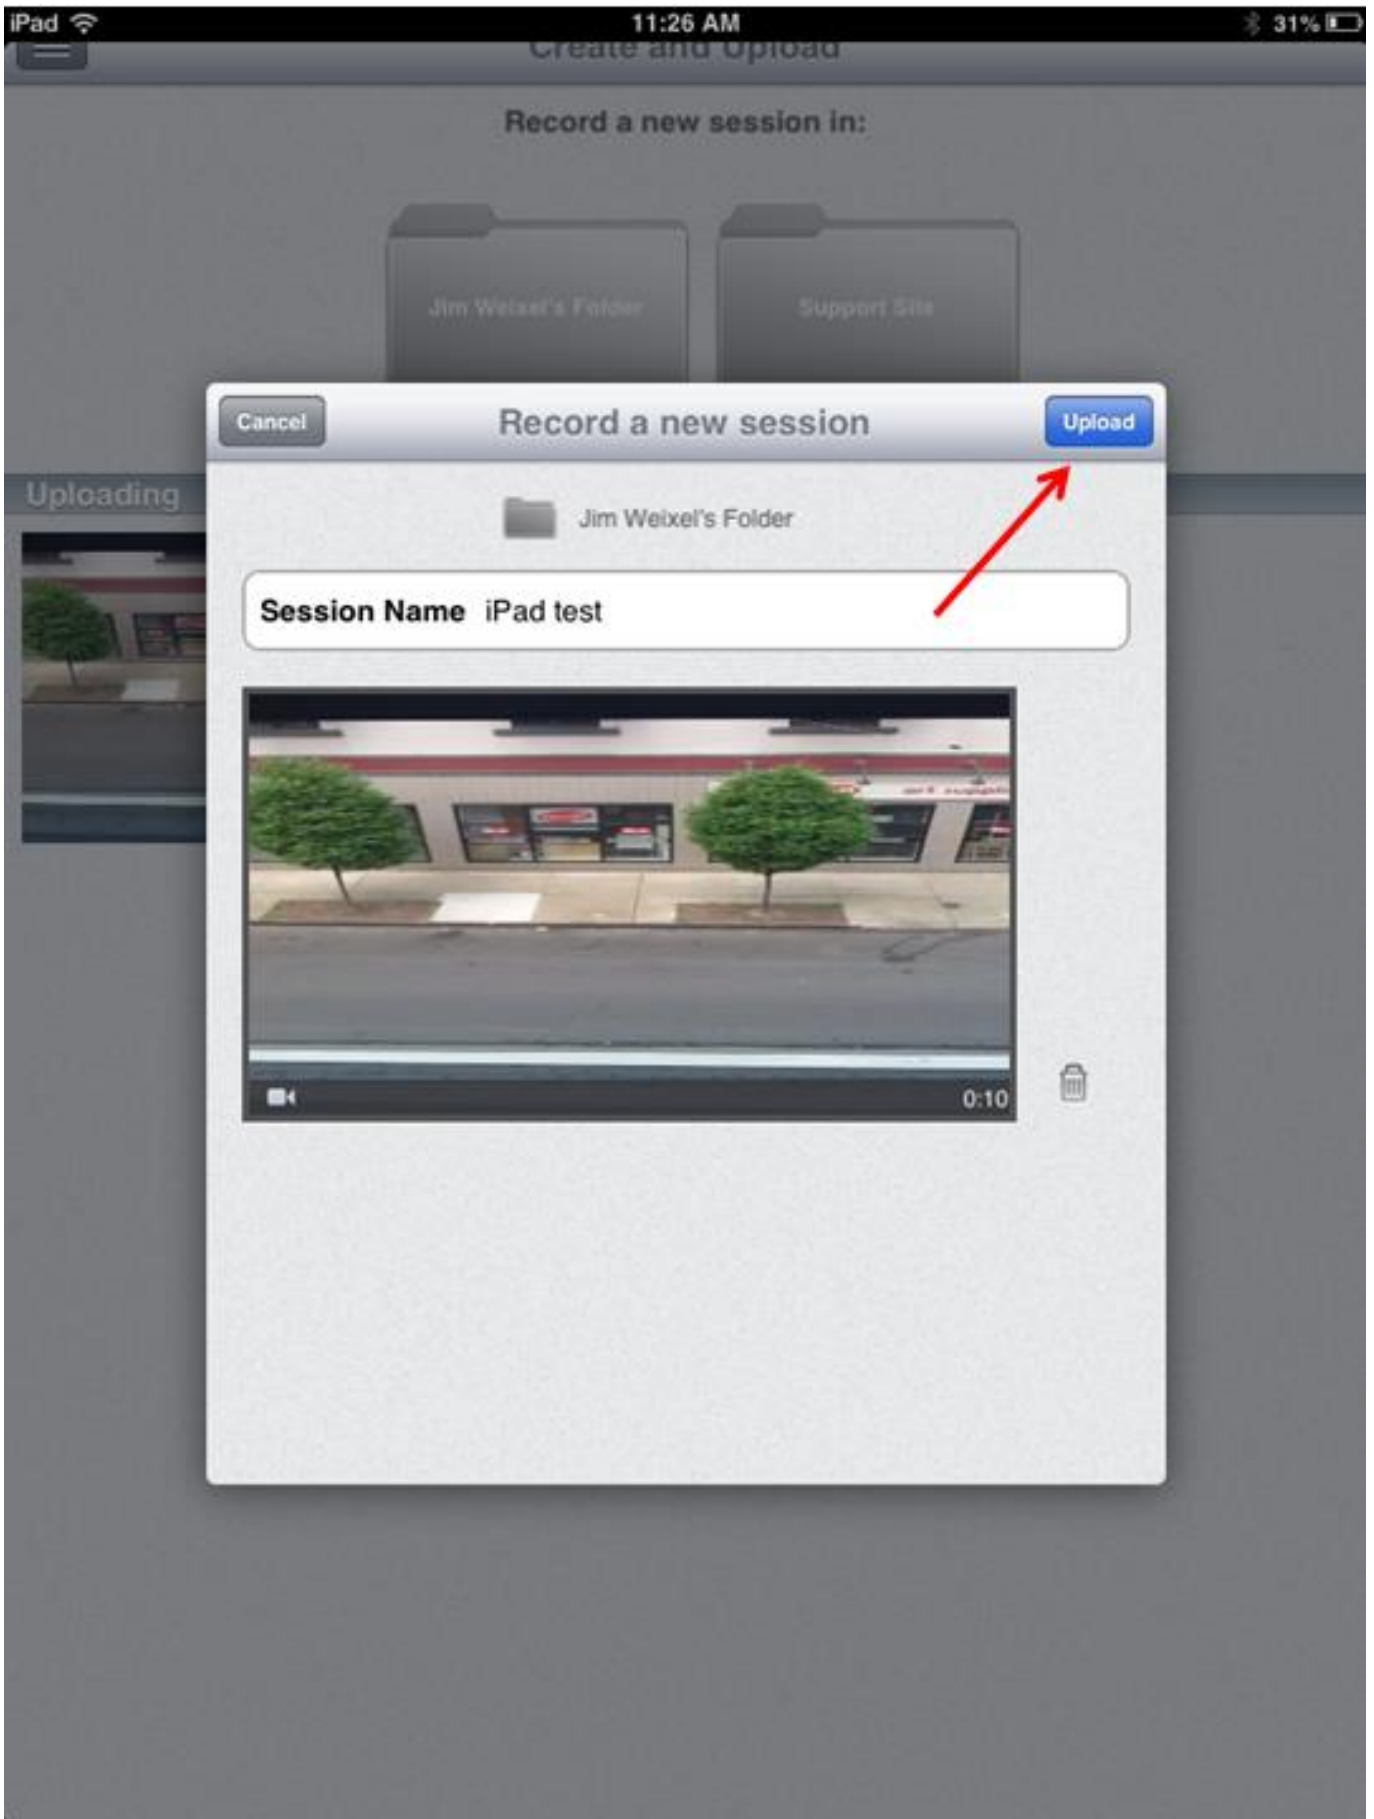 iPad 11:26 AM 31%
Create and Upload
Record a new session in:
Jim Weixel's Folder Support Site
Cancel Record a new session Upload
Uploading
Jim Weixel's Folder
Session Name iPad test
art
0:10